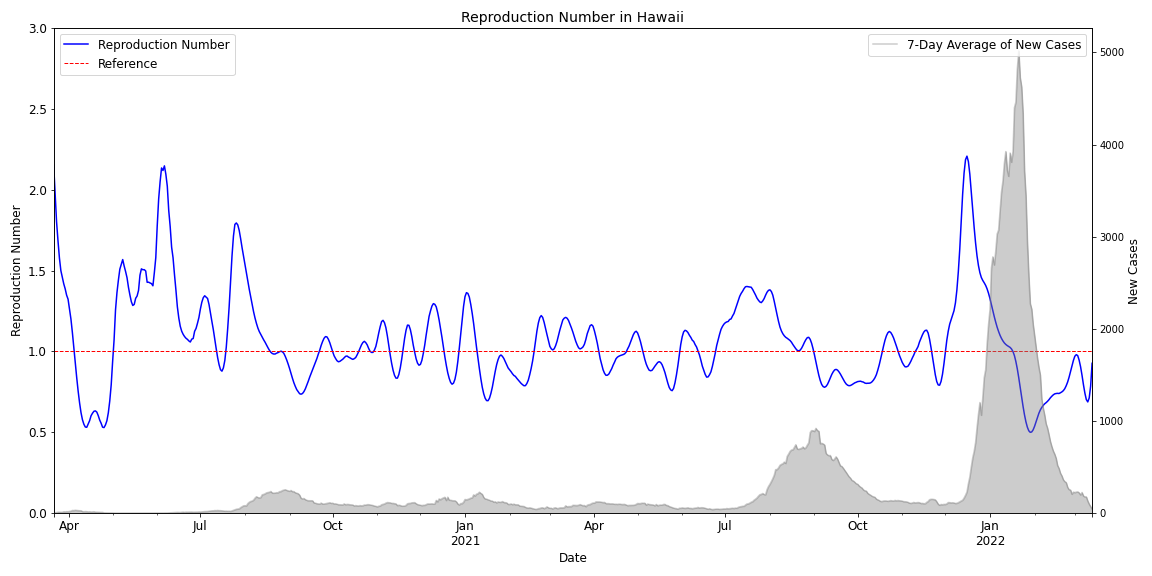 Reproduction Number in Hawaii
Reproduction Number
Reference
7-Day Average of New Cases
3.0
2.5
2.0
1.5
1.0
0.5
0.0
Reproduction Number
5000
4000
3000
2000
1000
0
New Cases
Apr
Jul
Oct
Jan
2021
Apr
Jul
Oct
Jan
2022
Date